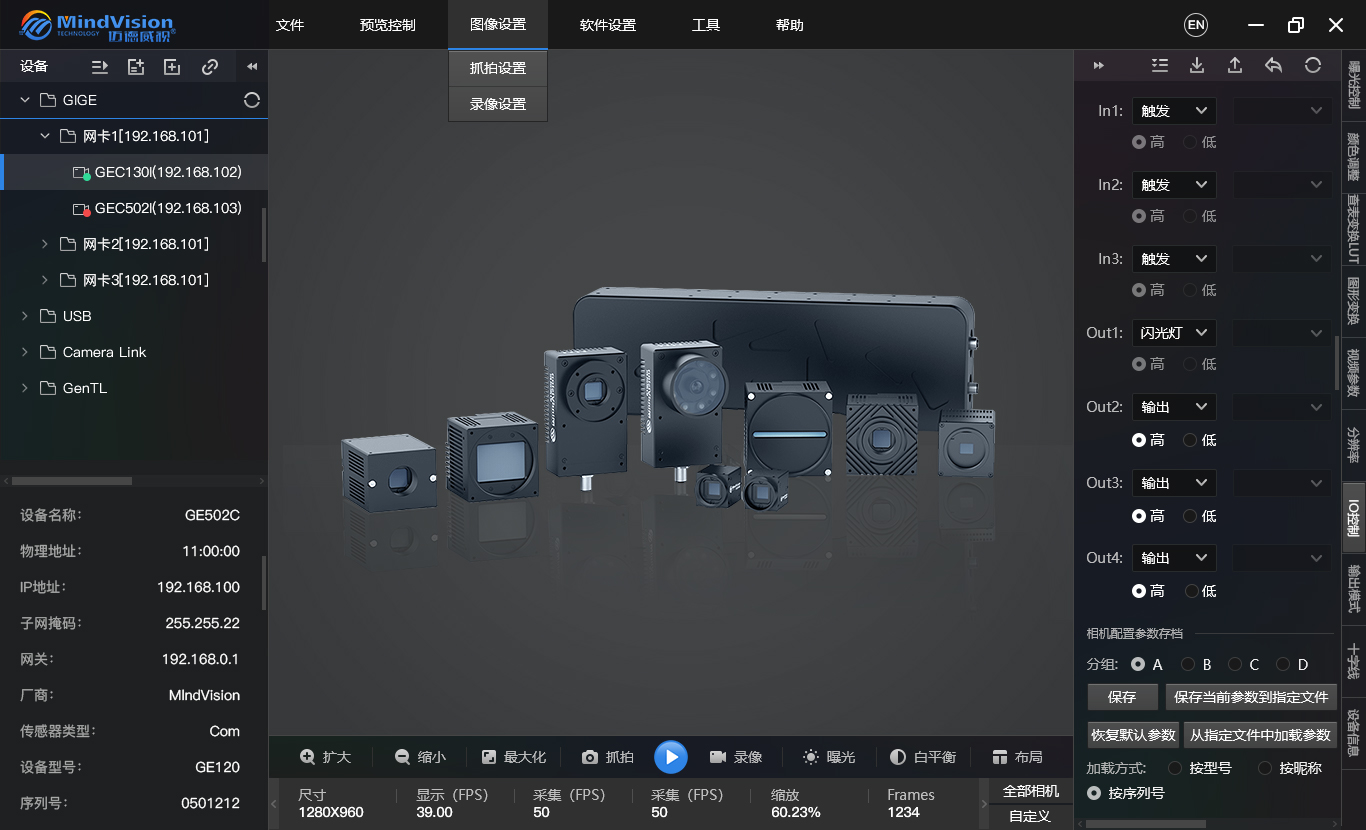 MindVision
TECHNOLOGY 迈德威视®
文件 预览控制 图像设置 软件设置 工具 帮助 EN
抓拍设置
录像设置
设备
GIGE
网卡1[192.168.101]
GEC130I(192.168.102)
GEC502I(192.168.103)
网卡2[192.168.101]
网卡3[192.168.101]
USB
Camera Link
GenTL
设备名称: GE502C
物理地址: 11:00:00
IP地址: 192.168.100
子网掩码: 255.255.22
网关: 192.168.0.1
厂商: MIndVision
传感器类型: Com
设备型号: GE120
序列号: 0501212
扩大 缩小 最大化 抓拍 录像 曝光 白平衡 布局
尺寸 显示（FPS） 采集（FPS） 采集（FPS） 缩放 Frames
1280X960 39.00 50 50 60.23% 1234
全部相机
自定义
In1: 触发
高 低
In2: 触发
高 低
In3: 触发
高 低
Out1: 闪光灯
高 低
Out2: 输出
高 低
Out3: 输出
高 低
Out4: 输出
高 低
相机配置参数存档
分组: A B C D
保存 保存当前参数到指定文件
恢复默认参数 从指定文件中加载参数
加载方式: 按型号 按昵称
按序列号
曝光控制
颜色调整
查表变换LUT
图形变换
视频参数
分辨率
IO控制
输出模式
十字线
设备信息